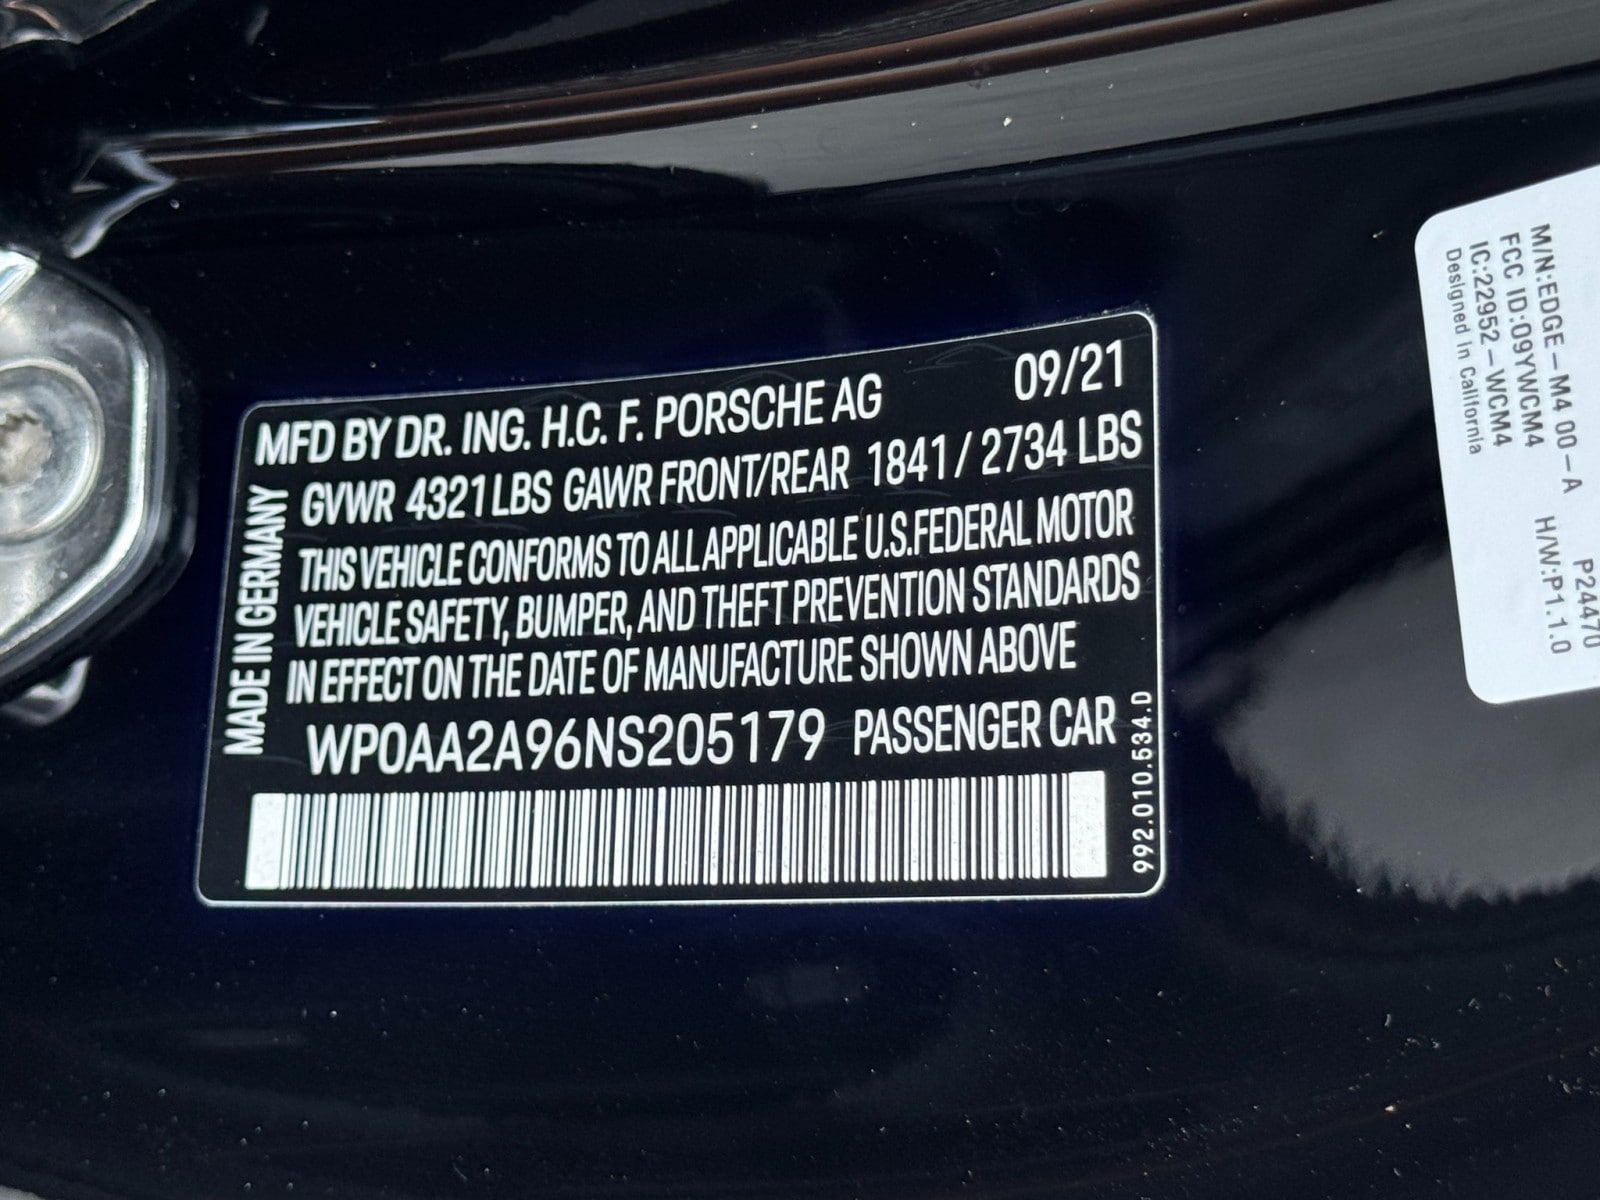 MFD BY DR. ING. H.C. F. PORSCHE AG 09/21
GVWR 4321 LBS GAWR FRONT/REAR 1841 / 2734 LBS
THIS VEHICLE CONFORMS TO ALL APPLICABLE U.S.FEDERAL MOTOR
VEHICLE SAFETY, BUMPER, AND THEFT PREVENTION STANDARDS
IN EFFECT ON THE DATE OF MANUFACTURE SHOWN ABOVE
WP0AA2A96NS205179 PASSENGER CAR
MADE IN GERMANY
992.010.534.D
P24470
M/N:EDGE-M4 00-A H/W:P1.1.0
FCC ID:09YWCM4
IC:22952-WCM4
Designed in California